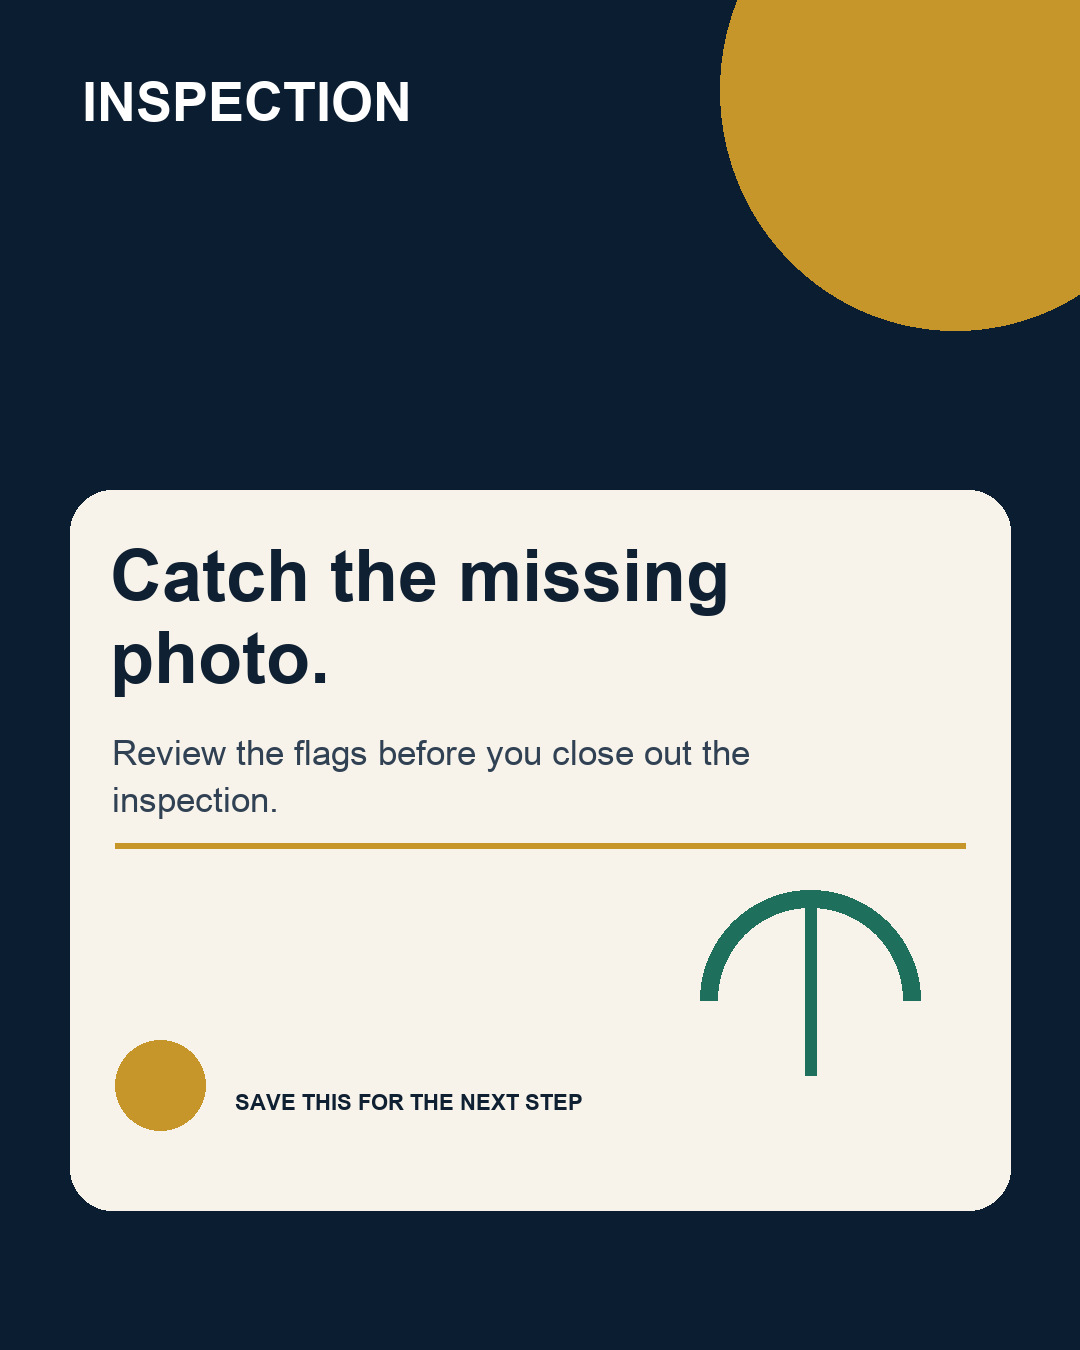 INSPECTION
Catch the missing
photo.
Review the flags before you close out the
inspection.
SAVE THIS FOR THE NEXT STEP